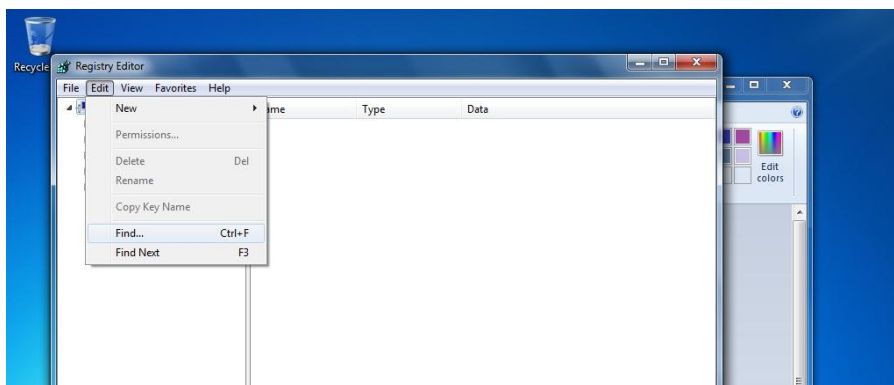 Recycle
Registry Editor
File Edit View Favorites Help
New
Permissions...
Delete Del
Rename
Copy Key Name
Find... Ctrl+F
Find Next F3
Type Data
Edit
colors